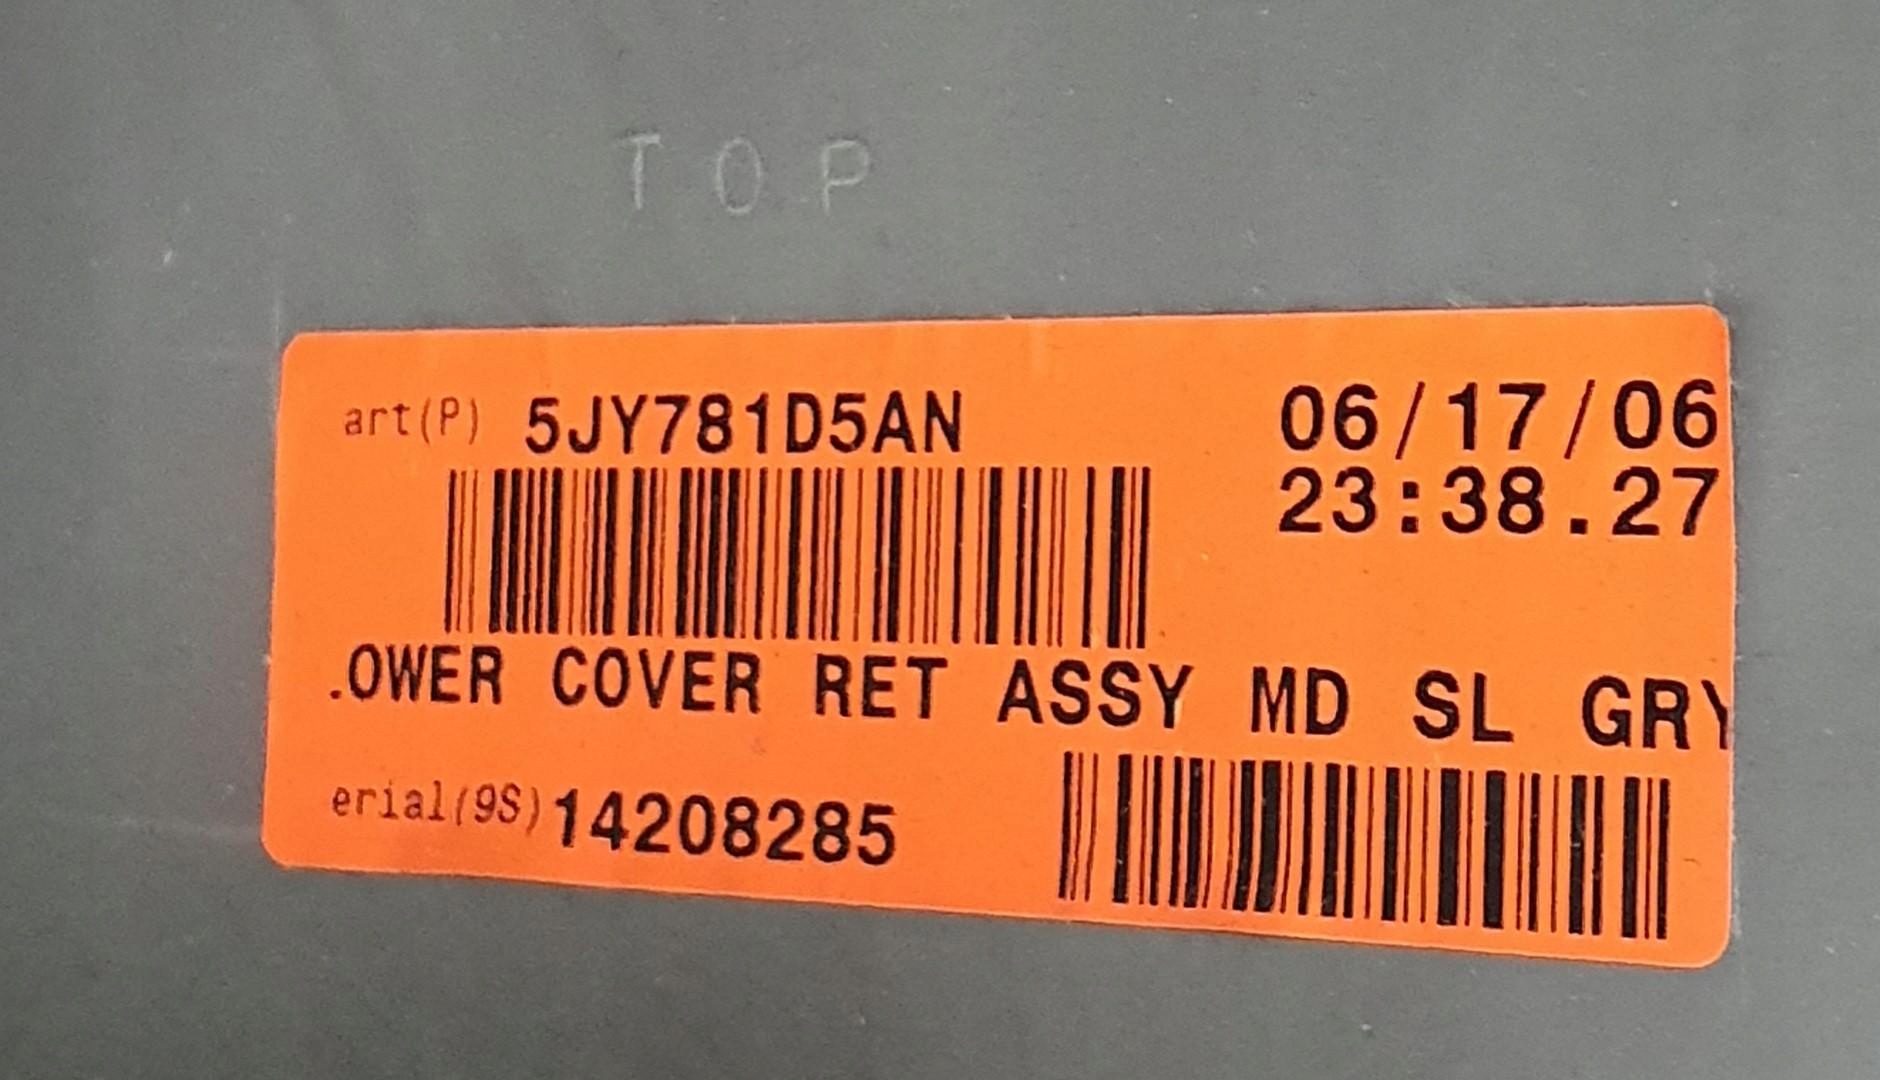 TOP
art(P) 5JY781D5AN
06/17/06
23:38.27
.OWER COVER RET ASSY MD SL GRY
erial(9S) 14208285